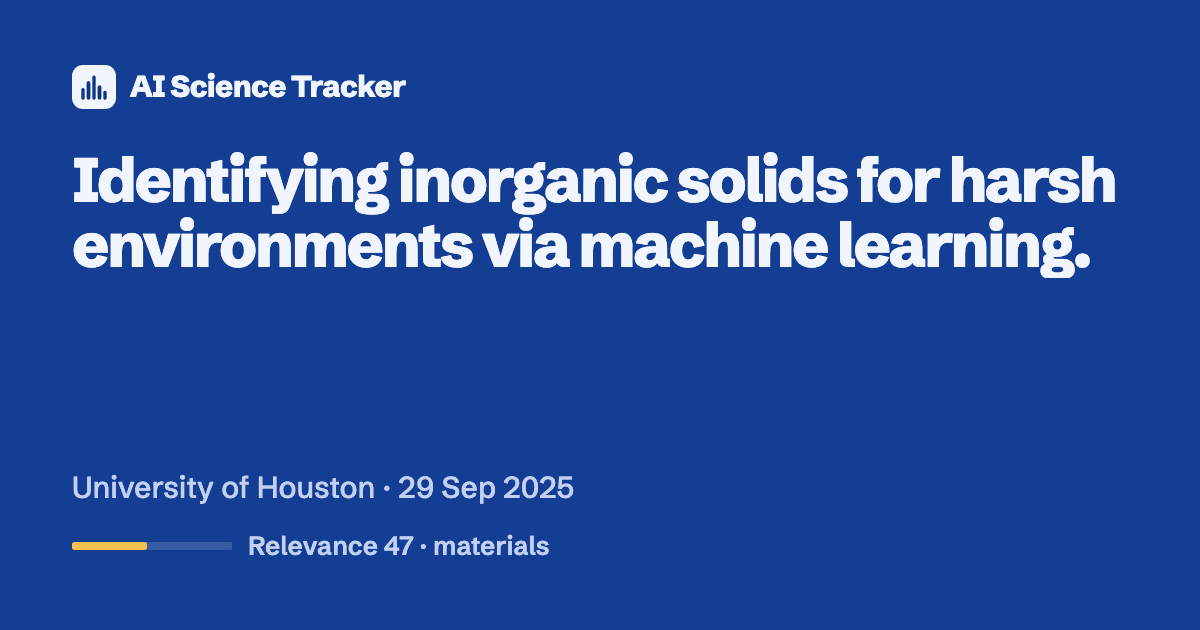 AI Science Tracker
Identifying inorganic solids for harsh
environments via machine learning.
University of Houston · 29 Sep 2025
Relevance 47 · materials